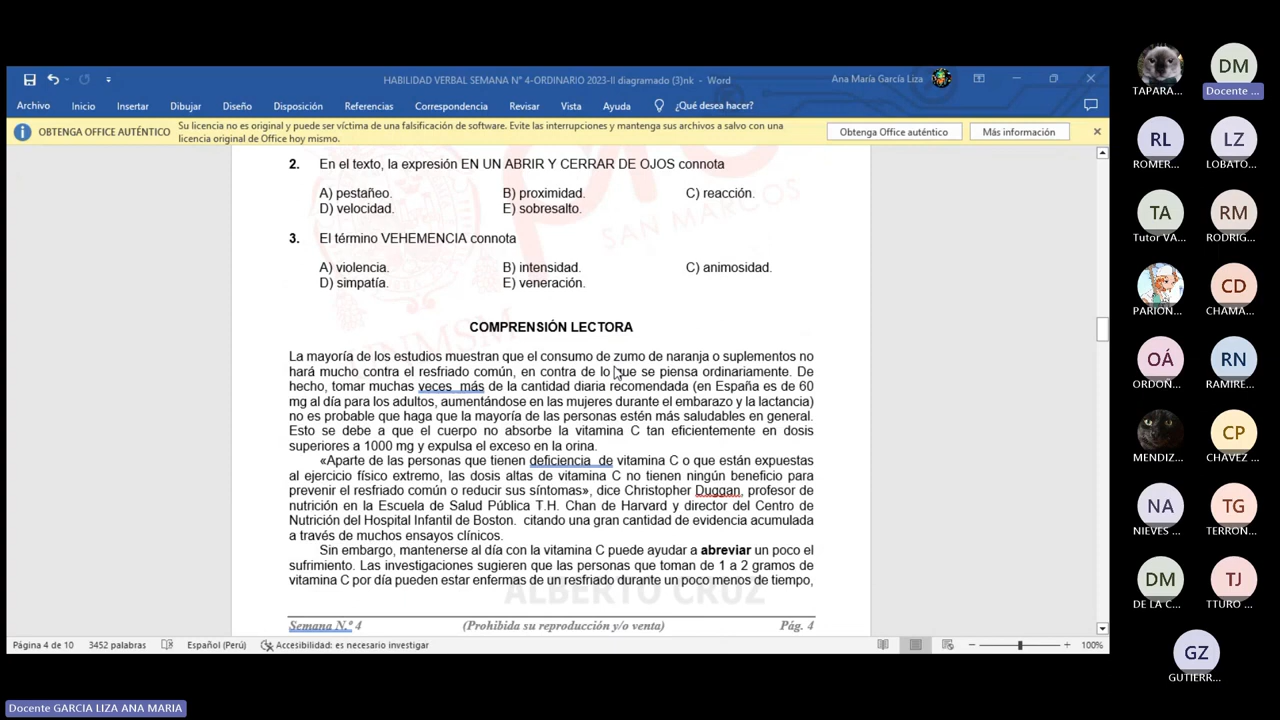 HABILIDAD VERBAL SEMANA N° 4-ORDINARIO 2023-II diagramado (3)nk - Word
Ana María García Liza
Archivo Inicio Insertar Dibujar Diseño Disposición Referencias Correspondencia Revisar Vista Ayuda ¿Qué desea hacer?
OBTENGA OFFICE AUTÉNTICO Su licencia no es original y puede ser víctima de una falsificación de software. Evite las interrupciones y mantenga sus archivos a salvo con una
licencia original de Office hoy mismo.
Obtenga Office auténtico Más información
2. En el texto, la expresión EN UN ABRIR Y CERRAR DE OJOS connota
A) pestañeo. B) proximidad. C) reacción.
D) velocidad. E) sobresalto.
SAN MARCOS
3. El término VEHEMENCIA connota
A) violencia. B) intensidad. C) animosidad.
D) simpatía. E) veneración.
UNMSM
COMPRENSIÓN LECTORA
La mayoría de los estudios muestran que el consumo de zumo de naranja o suplementos no
hará mucho contra el resfriado común, en contra de lo que se piensa ordinariamente. De
hecho, tomar muchas veces más de la cantidad diaria recomendada (en España es de 60
mg al día para los adultos, aumentándose en las mujeres durante el embarazo y la lactancia)
no es probable que haga que la mayoría de las personas estén más saludables en general.
Esto se debe a que el cuerpo no absorbe la vitamina C tan eficientemente en dosis
superiores a 1000 mg y expulsa el exceso en la orina.
«Aparte de las personas que tienen deficiencia de vitamina C o que están expuestas
al ejercicio físico extremo, las dosis altas de vitamina C no tienen ningún beneficio para
prevenir el resfriado común o reducir sus síntomas», dice Christopher Duggan, profesor de
nutrición en la Escuela de Salud Pública T.H. Chan de Harvard y director del Centro de
Nutrición del Hospital Infantil de Boston. citando una gran cantidad de evidencia acumulada
a través de muchos ensayos clínicos.
Sin embargo, mantenerse al día con la vitamina C puede ayudar a abreviar un poco el
sufrimiento. Las investigaciones sugieren que las personas que toman de 1 a 2 gramos de
vitamina C por día pueden estar enfermas de un resfriado durante un poco menos de tiempo,
ALBERTO CRUZ
Semana N.º 4 (Prohibida su reproducción y/o venta) Pág. 4
Página 4 de 10 3452 palabras Español (Perú) Accesibilidad: es necesario investigar 100%
Docente GARCIA LIZA ANA MARIA
DM
TAPARA... Docente ...
RL LZ
ROMER... LOBATO...
TA RM
Tutor VA... RODRIG...
CD
PARION... CHAMA...
OÁ RN
ORDOÑ... RAMIRE...
CP
MENDIZ... CHAVEZ ...
NA TG
NIEVES ... TERRON...
DM TJ
DE LA C... TTURO ...
GZ
GUTIERR...